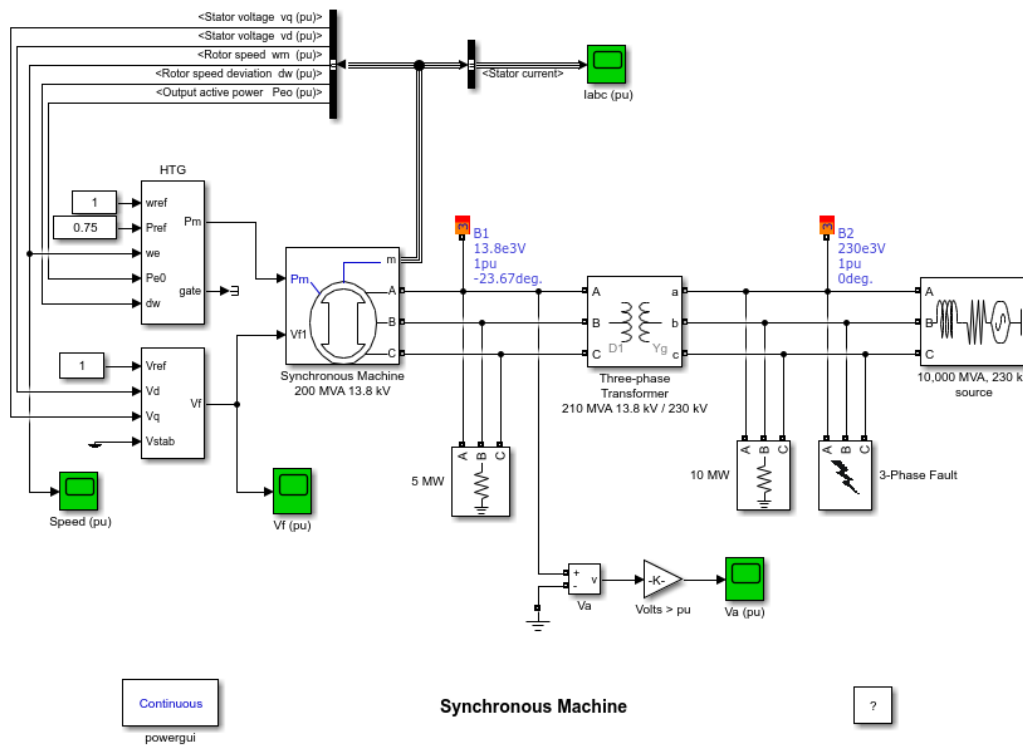 <Stator voltage vq (pu)>
<Stator voltage vd (pu)>
<Rotor speed wm (pu)>
<Rotor speed deviation dw (pu)>
<Output active power Peo (pu)>
<Stator current>
Iabc (pu)
HTG
1
0.75
wref
Pref
we
Pe0
dw
Pm
gate
1
Vref
Vd
Vq
Vstab
Vf
Speed (pu)
Vf (pu)
Pm
Vf1
m
A
B
C
Synchronous Machine
200 MVA 13.8 kV
3
B1
13.8e3V
1pu
-23.67deg.
A
B
C
D1
Yg
a
b
c
Three-phase
Transformer
210 MVA 13.8 kV / 230 kV
3
B2
230e3V
1pu
0deg.
A
B
C
10,000 MVA, 230 k
source
5 MW
A B C
10 MW
A B C
A B C
3-Phase Fault
+
-
v
Va
-K-
Volts > pu
Va (pu)
Continuous
powergui
Synchronous Machine
?